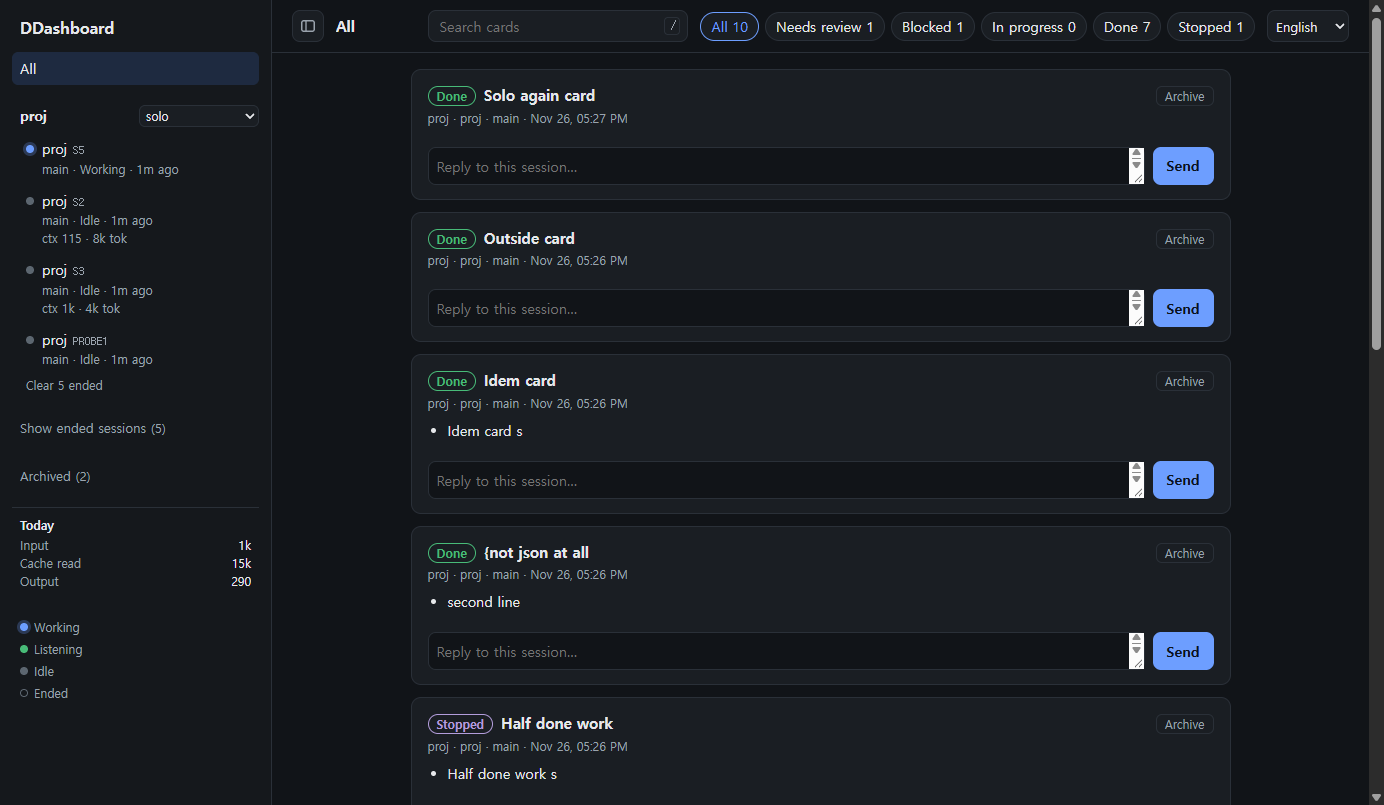 DDashboard
All
proj
solo
proj S5
main · Working · 1m ago
proj S2
main · Idle · 1m ago
ctx 115 · 8k tok
proj S3
main · Idle · 1m ago
ctx 1k · 4k tok
proj PROBE1
main · Idle · 1m ago
Clear 5 ended
Show ended sessions (5)
Archived (2)
Today
Input 1k
Cache read 15k
Output 290
Working
Listening
Idle
Ended
All
Search cards /
All 10
Needs review 1
Blocked 1
In progress 0
Done 7
Stopped 1
English
Done Solo again card Archive
proj · proj · main · Nov 26, 05:27 PM
Reply to this session... Send
Done Outside card Archive
proj · proj · main · Nov 26, 05:26 PM
Reply to this session... Send
Done Idem card Archive
proj · proj · main · Nov 26, 05:26 PM
• Idem card s
Reply to this session... Send
Done {not json at all Archive
proj · proj · main · Nov 26, 05:26 PM
• second line
Reply to this session... Send
Stopped Half done work Archive
proj · proj · main · Nov 26, 05:26 PM
• Half done work s